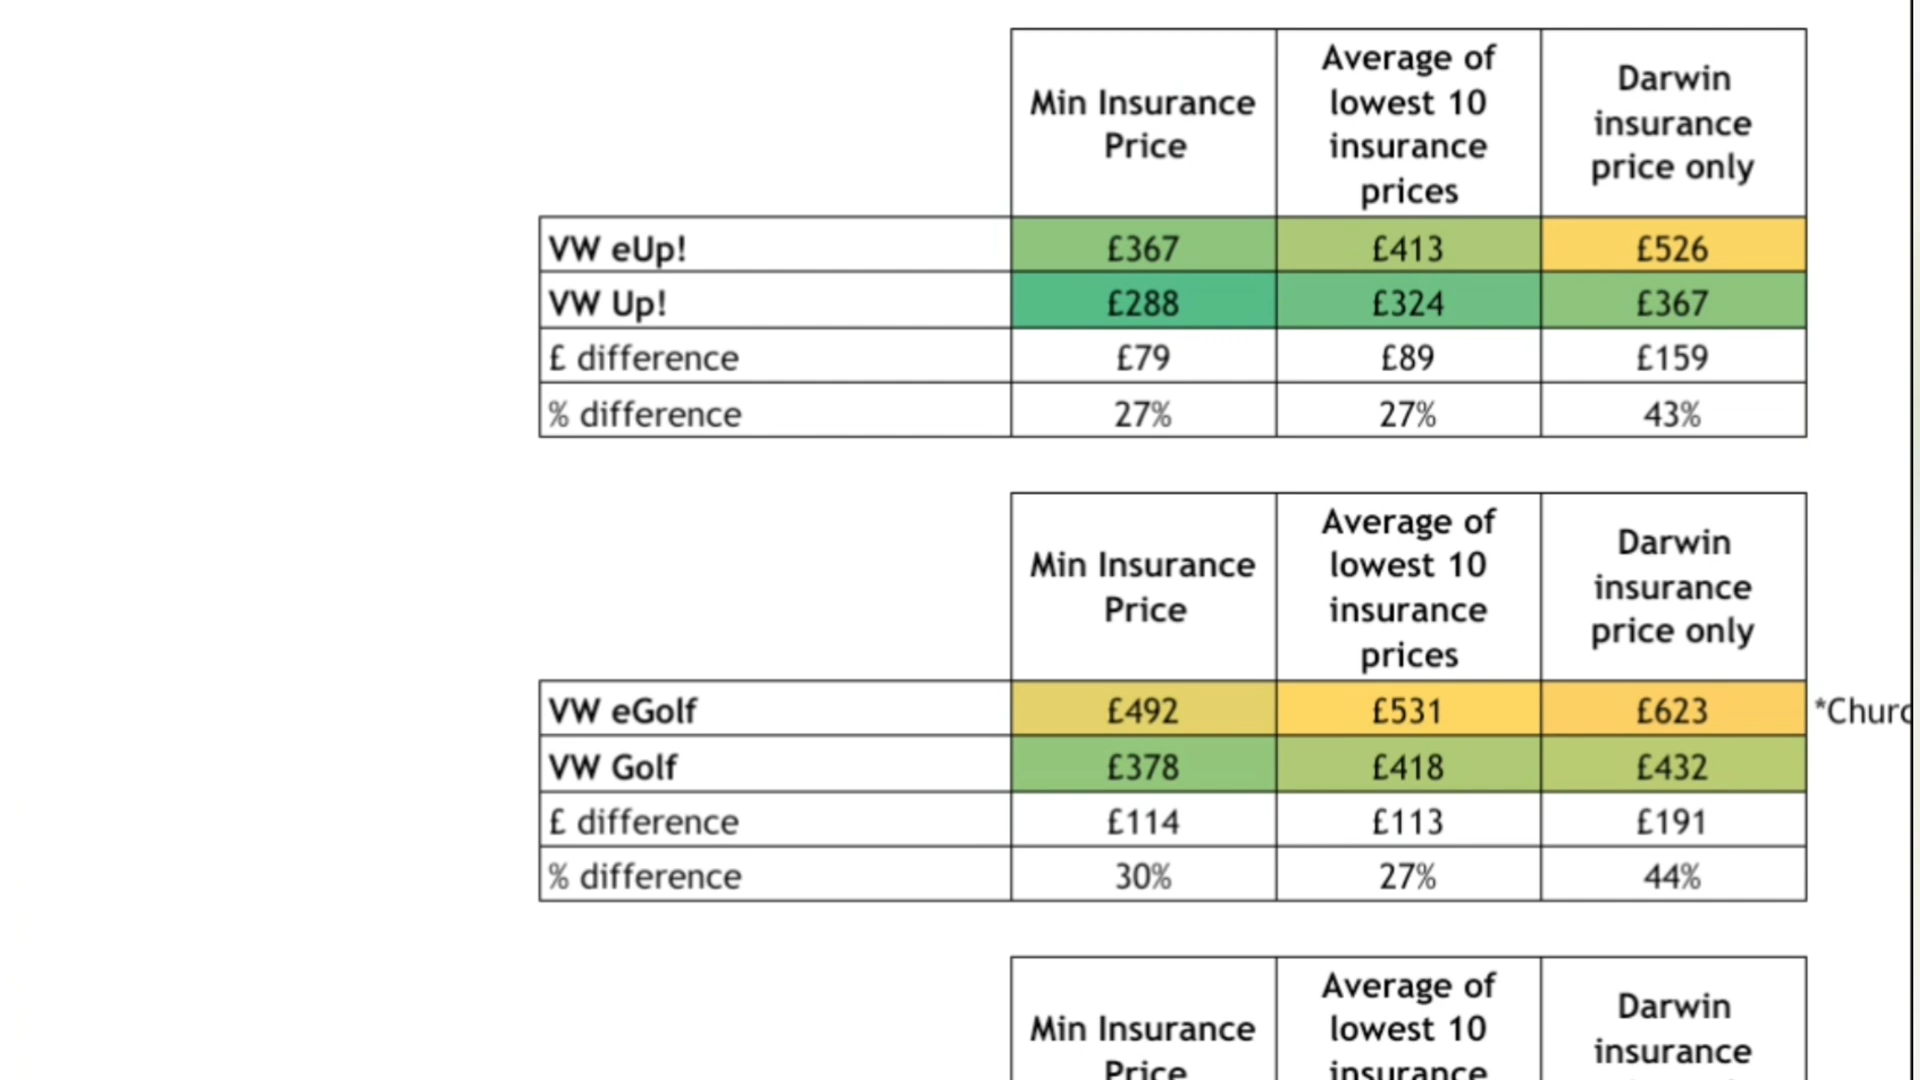 Min Insurance Price
Average of lowest 10 insurance prices
Darwin insurance price only
VW eUp! £367 £413 £526
VW Up! £288 £324 £367
£ difference £79 £89 £159
% difference 27% 27% 43%
Min Insurance Price
Average of lowest 10 insurance prices
Darwin insurance price only
VW eGolf £492 £531 £623
VW Golf £378 £418 £432
£ difference £114 £113 £191
% difference 30% 27% 44%
Min Insurance Price
Average of lowest 10 insurance
Darwin insurance